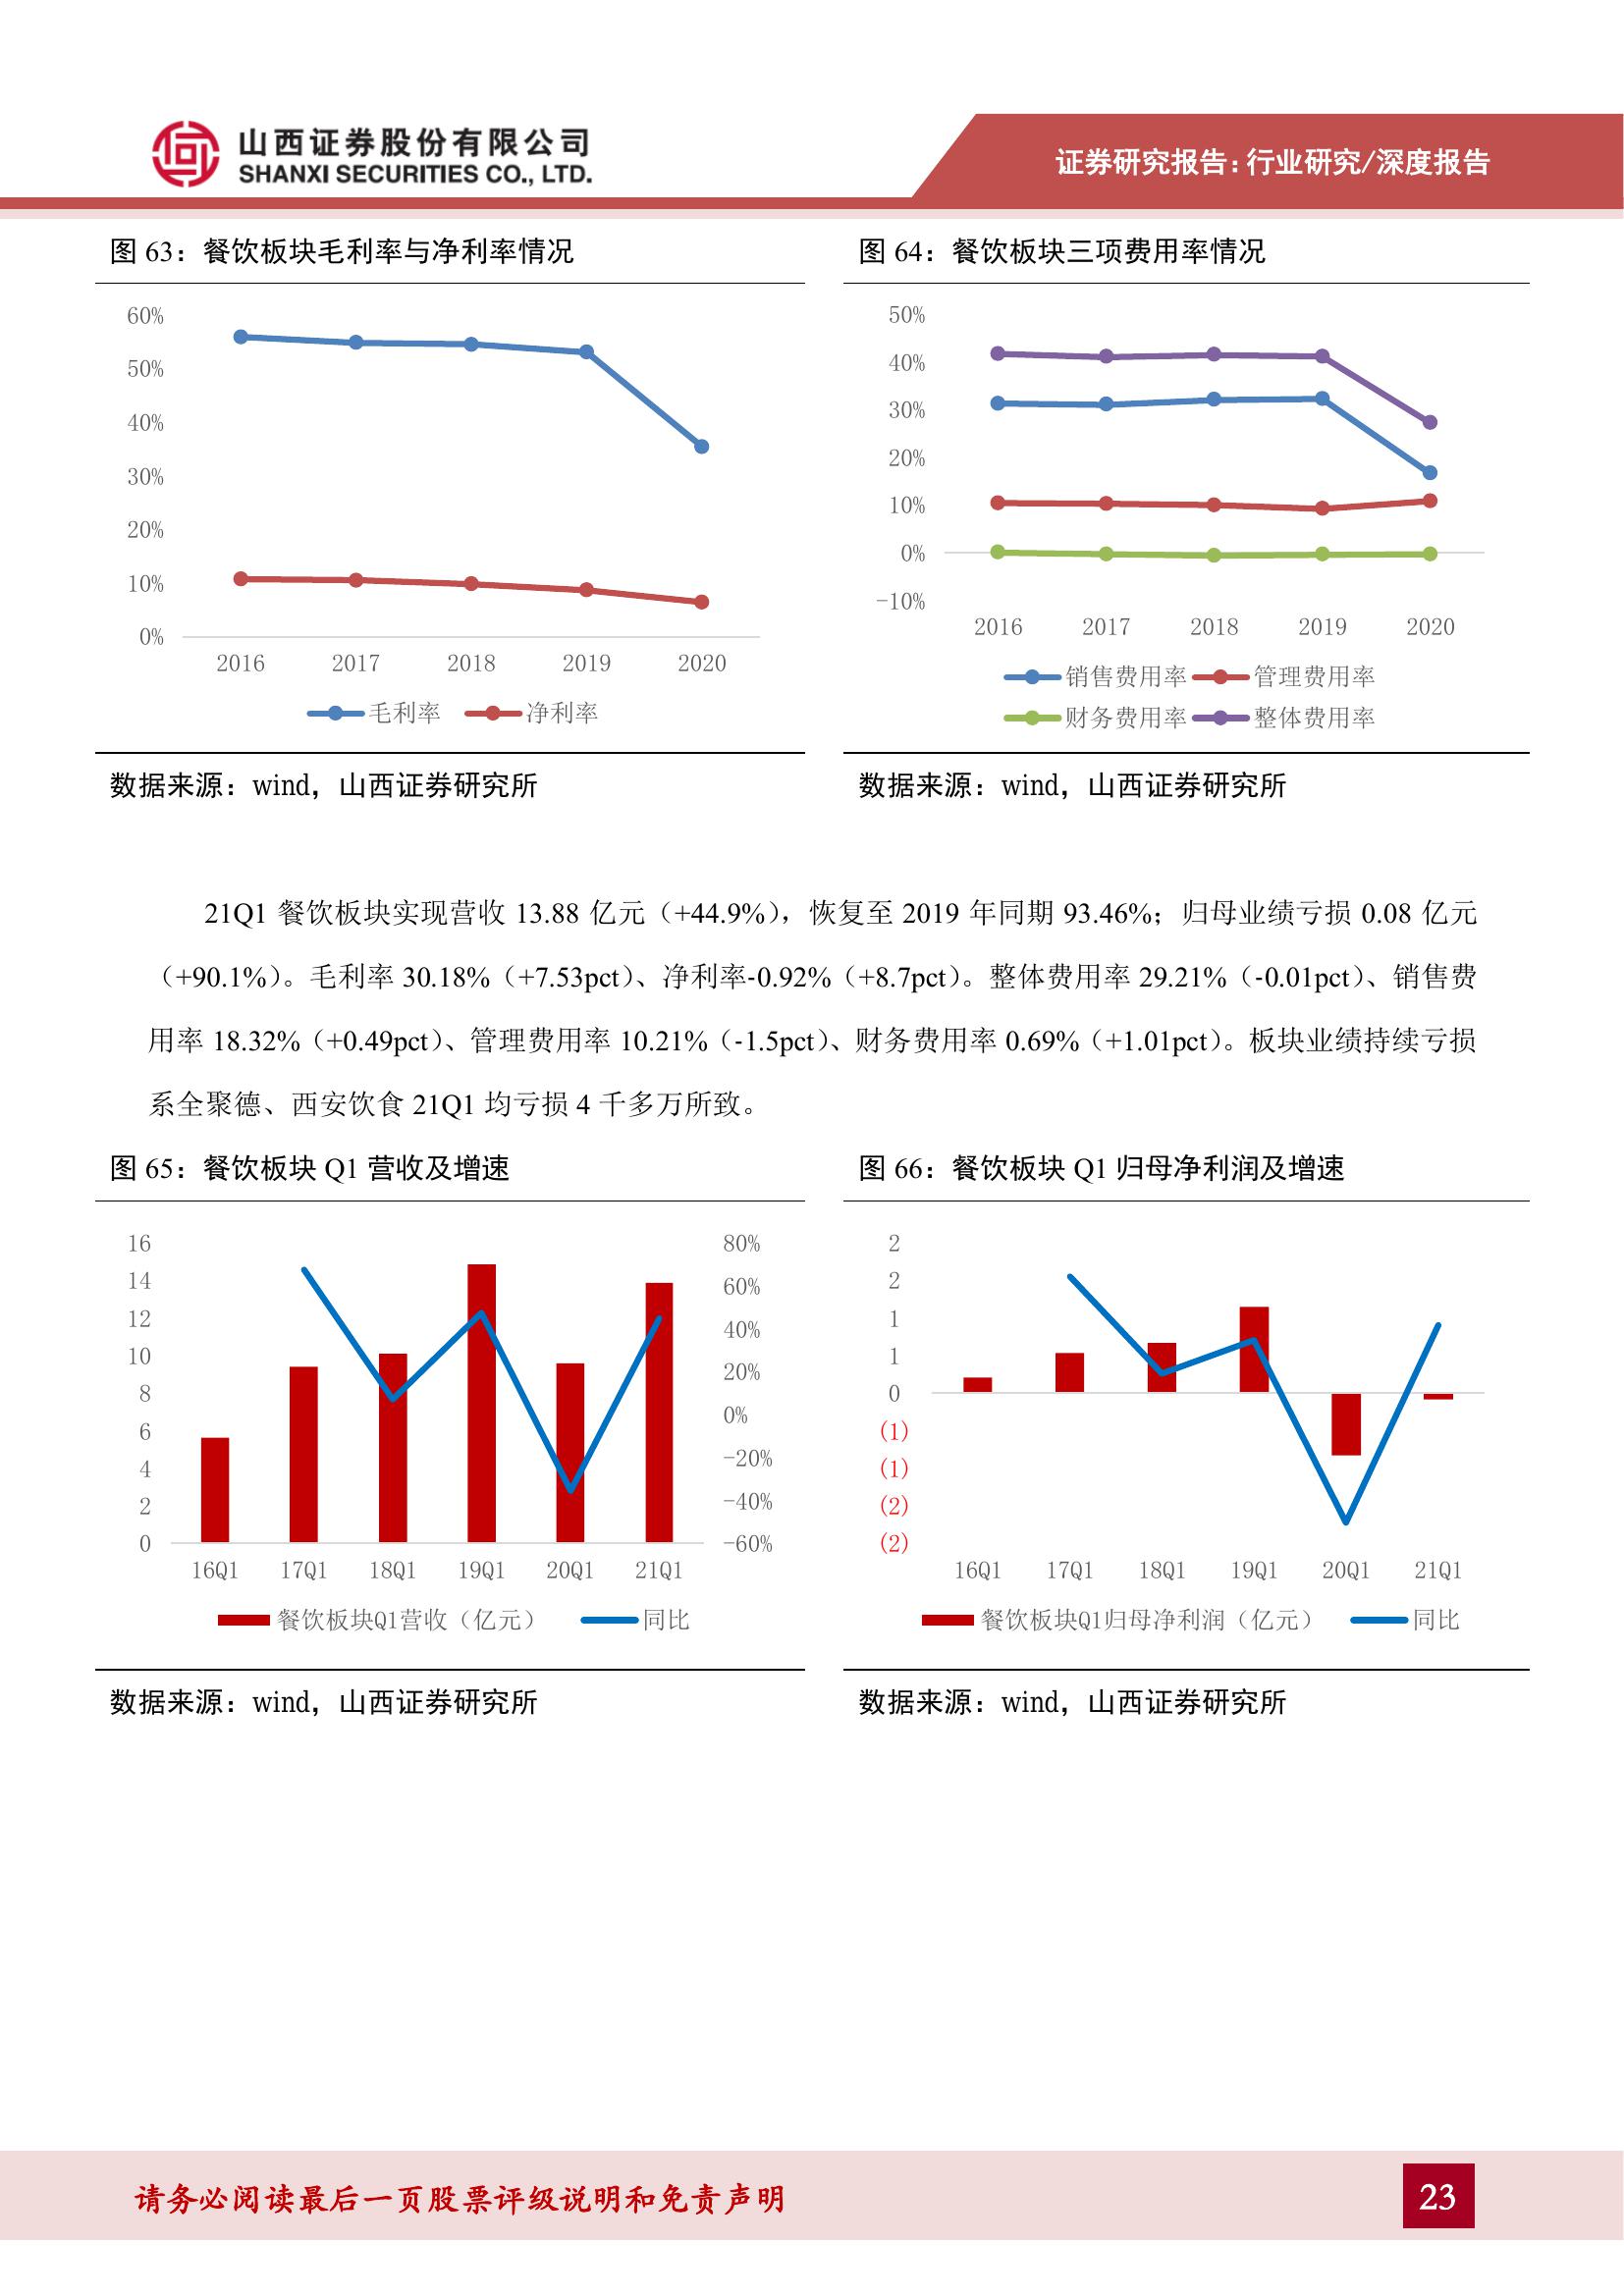 山西证券股份有限公司
SHANXI SECURITIES CO., LTD.
证券研究报告:行业研究/深度报告
图 63：餐饮板块毛利率与净利率情况
60%
50%
40%
30%
20%
10%
0%
2016 2017 2018 2019 2020
毛利率 净利率
数据来源：wind，山西证券研究所
图 64：餐饮板块三项费用率情况
50%
40%
30%
20%
10%
0%
-10%
2016 2017 2018 2019 2020
销售费用率 管理费用率
财务费用率 整体费用率
数据来源：wind，山西证券研究所
21Q1 餐饮板块实现营收 13.88 亿元（+44.9%），恢复至 2019 年同期 93.46%；归母业绩亏损 0.08 亿元
（+90.1%）。毛利率 30.18%（+7.53pct）、净利率-0.92%（+8.7pct）。整体费用率 29.21%（-0.01pct）、销售费
用率 18.32%（+0.49pct）、管理费用率 10.21%（-1.5pct）、财务费用率 0.69%（+1.01pct）。板块业绩持续亏损
系全聚德、西安饮食 21Q1 均亏损 4 千多万所致。
图 65：餐饮板块 Q1 营收及增速
16
14
12
10
8
6
4
2
0
80%
60%
40%
20%
0%
-20%
-40%
-60%
16Q1 17Q1 18Q1 19Q1 20Q1 21Q1
餐饮板块Q1营收（亿元） 同比
数据来源：wind，山西证券研究所
图 66：餐饮板块 Q1 归母净利润及增速
2
2
1
1
0
(1)
(1)
(2)
(2)
16Q1 17Q1 18Q1 19Q1 20Q1 21Q1
餐饮板块Q1归母净利润（亿元） 同比
数据来源：wind，山西证券研究所
请务必阅读最后一页股票评级说明和免责声明
23